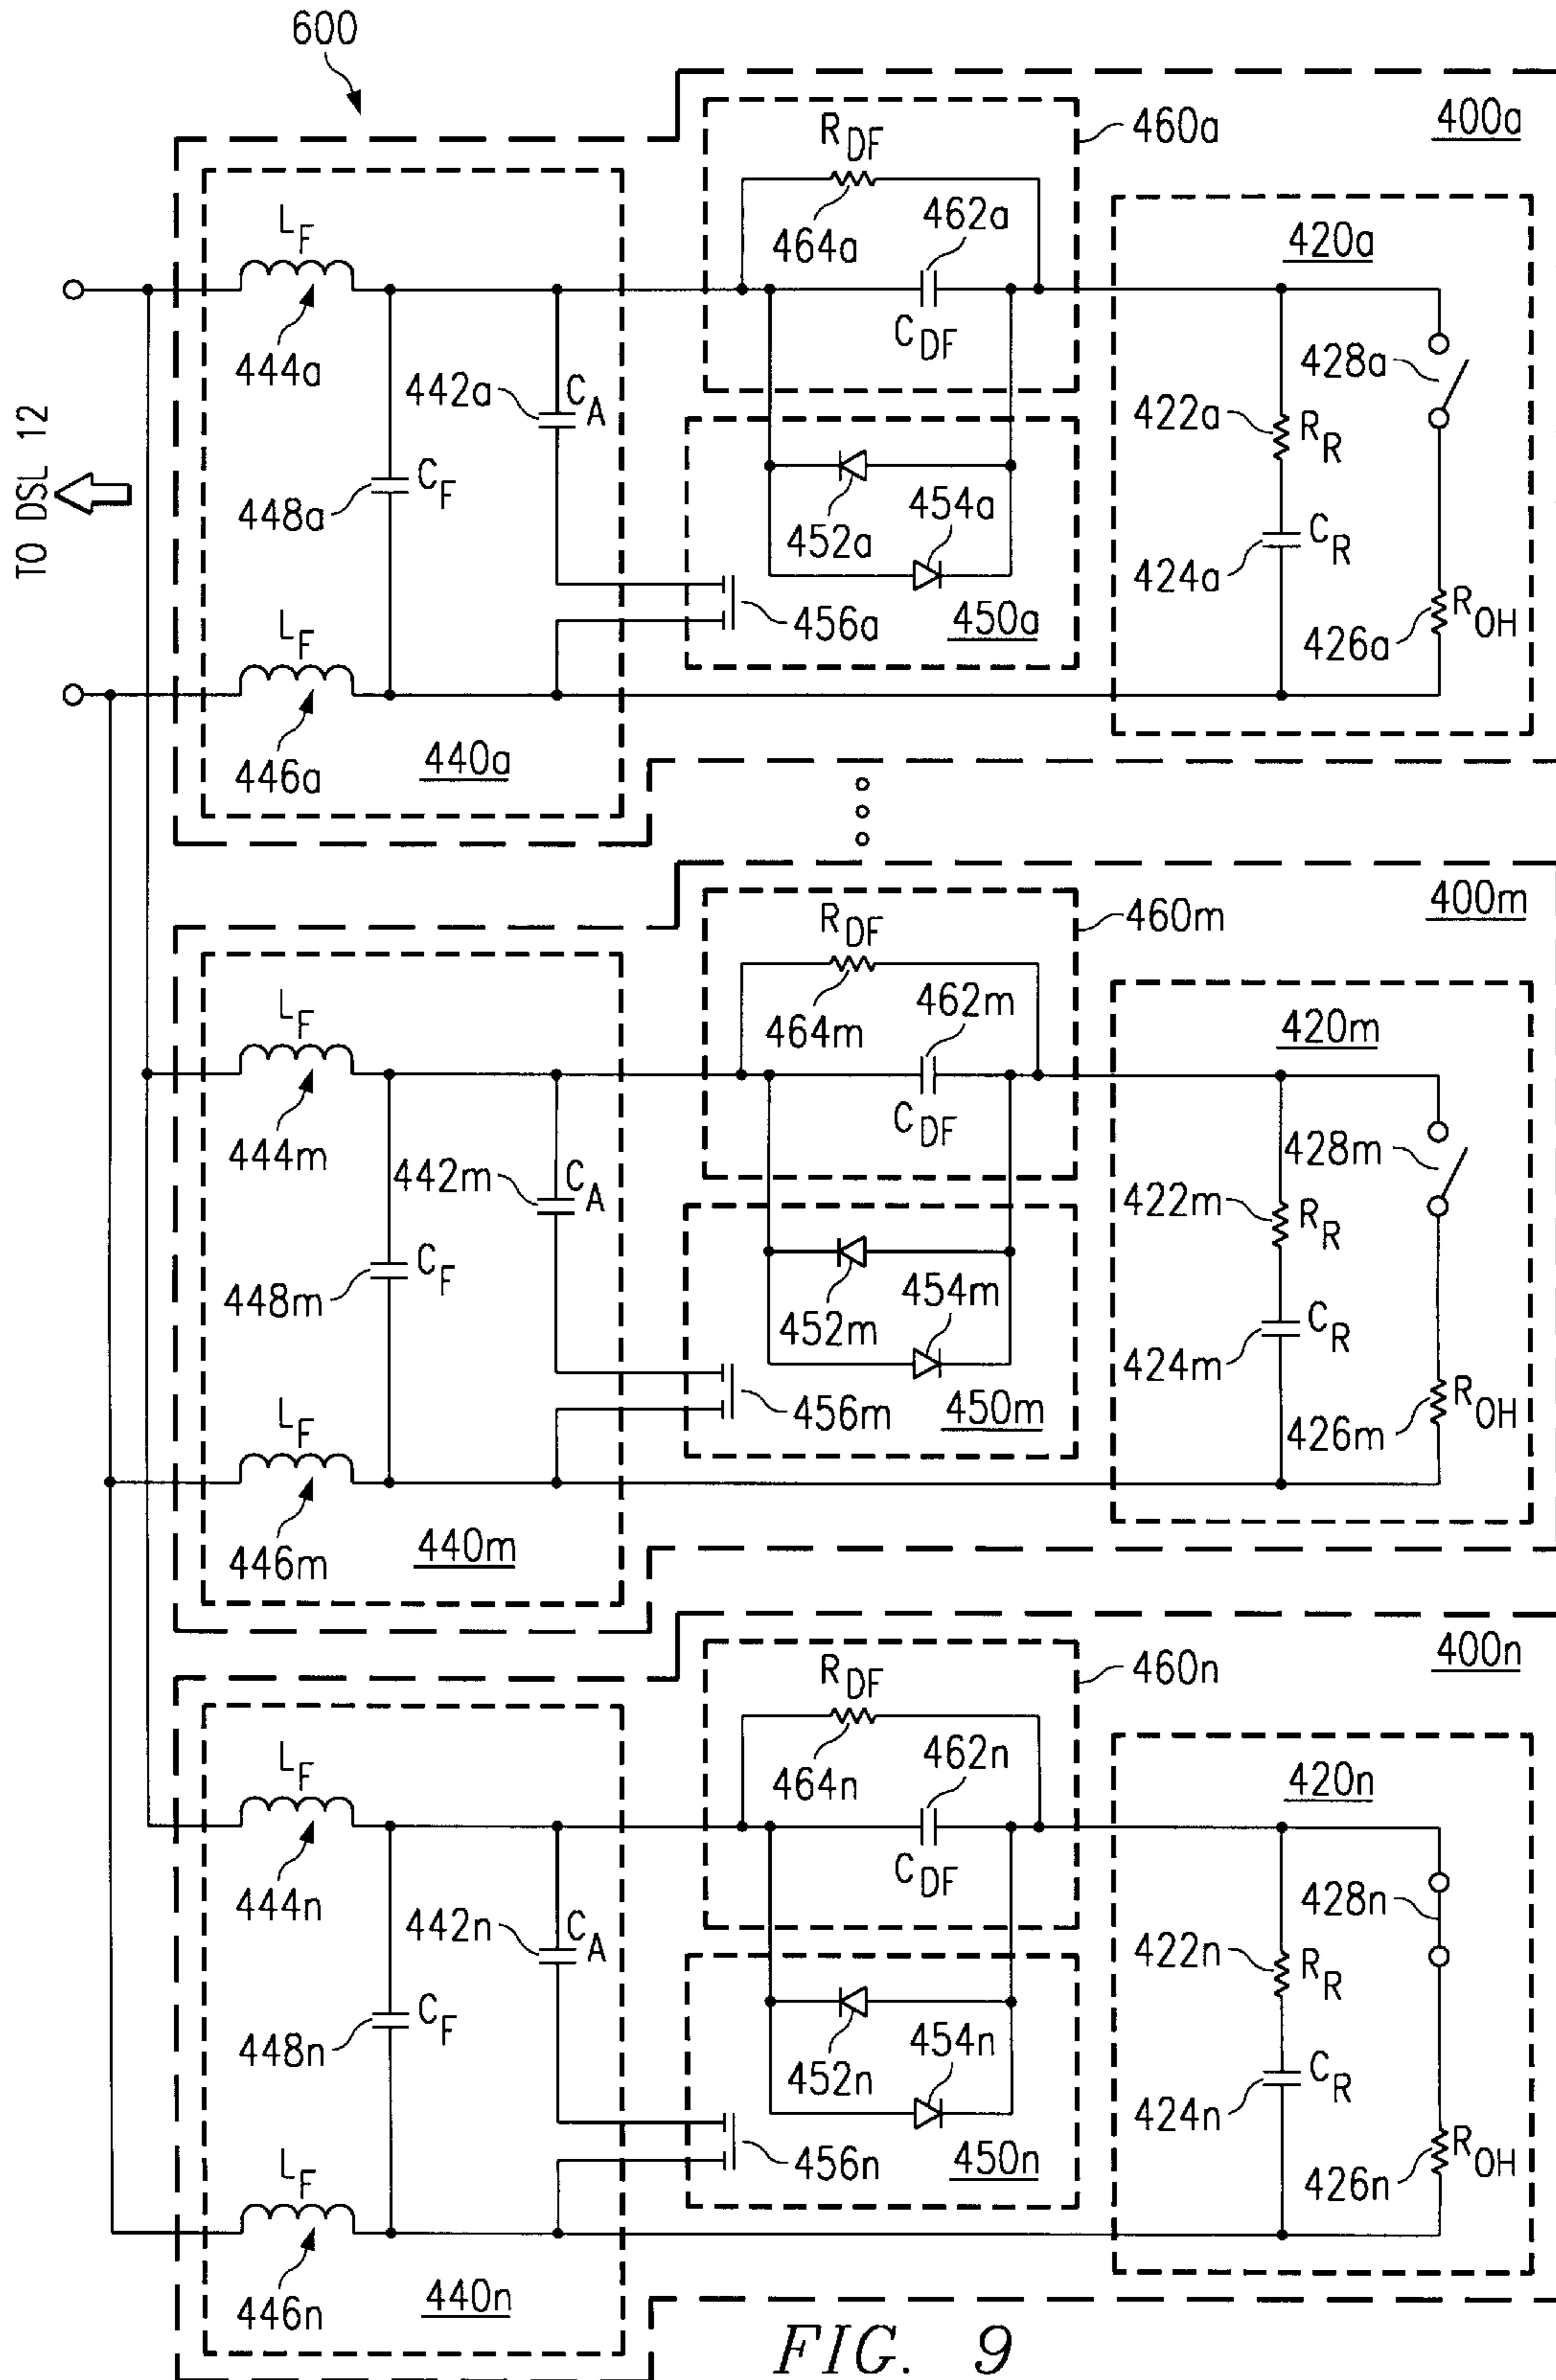 600
460a
400a
R_DF
464a
462a
C_DF
420a
L_F
444a
442a
C_A
428a
422a
R_R
TO DSL 12
448a
C_F
452a
454a
424a
C_R
456a
450a
426a
R_OH
L_F
446a
440a
460m
400m
R_DF
464m
462m
C_DF
420m
L_F
444m
442m
C_A
428m
422m
R_R
448m
C_F
452m
454m
424m
C_R
456m
450m
426m
R_OH
L_F
446m
440m
460n
400n
R_DF
464n
462n
C_DF
420n
L_F
444n
442n
C_A
428n
422n
R_R
448n
C_F
452n
454n
424n
C_R
456n
450n
426n
R_OH
L_F
446n
440n
FIG. 9